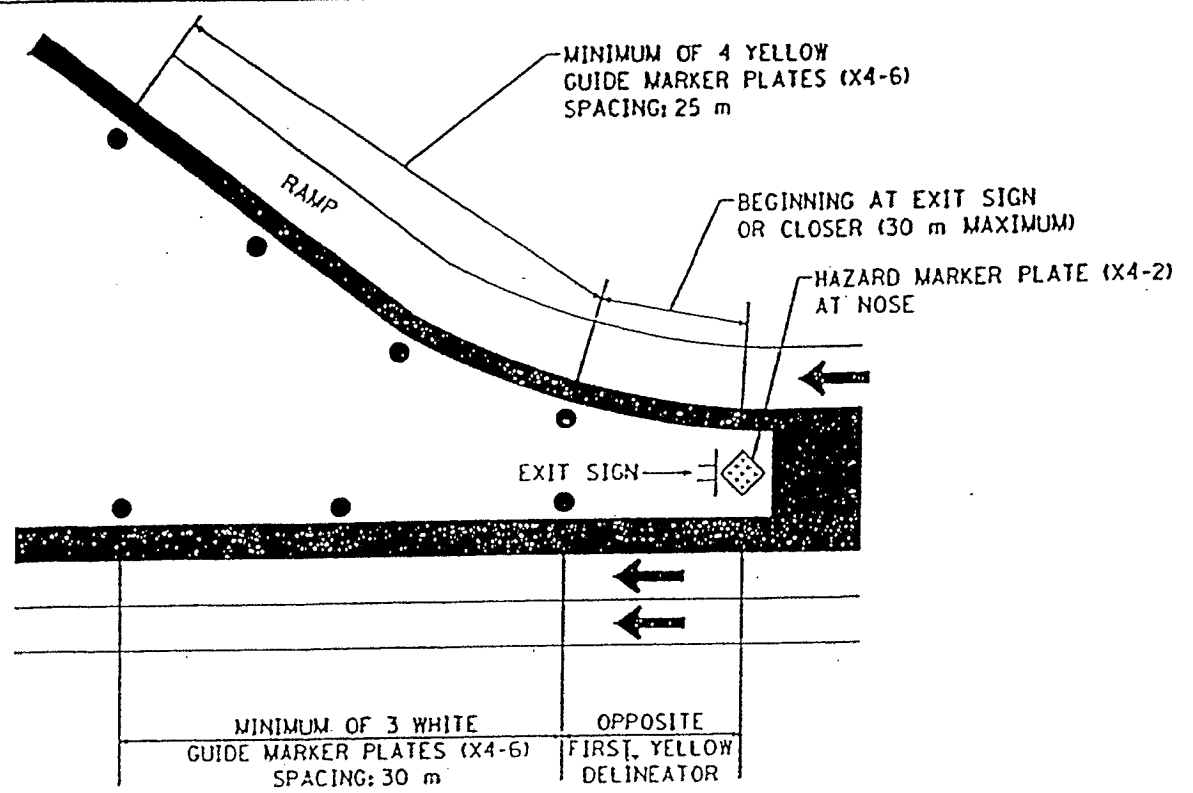 MINIMUM OF 4 YELLOW
GUIDE MARKER PLATES (X4-6)
SPACING: 25 m
RAMP
BEGINNING AT EXIT SIGN
OR CLOSER (30 m MAXIMUM)
HAZARD MARKER PLATE (X4-2)
AT NOSE
EXIT SIGN
MINIMUM OF 3 WHITE
GUIDE MARKER PLATES (X4-6)
SPACING: 30 m
OPPOSITE
FIRST, YELLOW
DELINEATOR